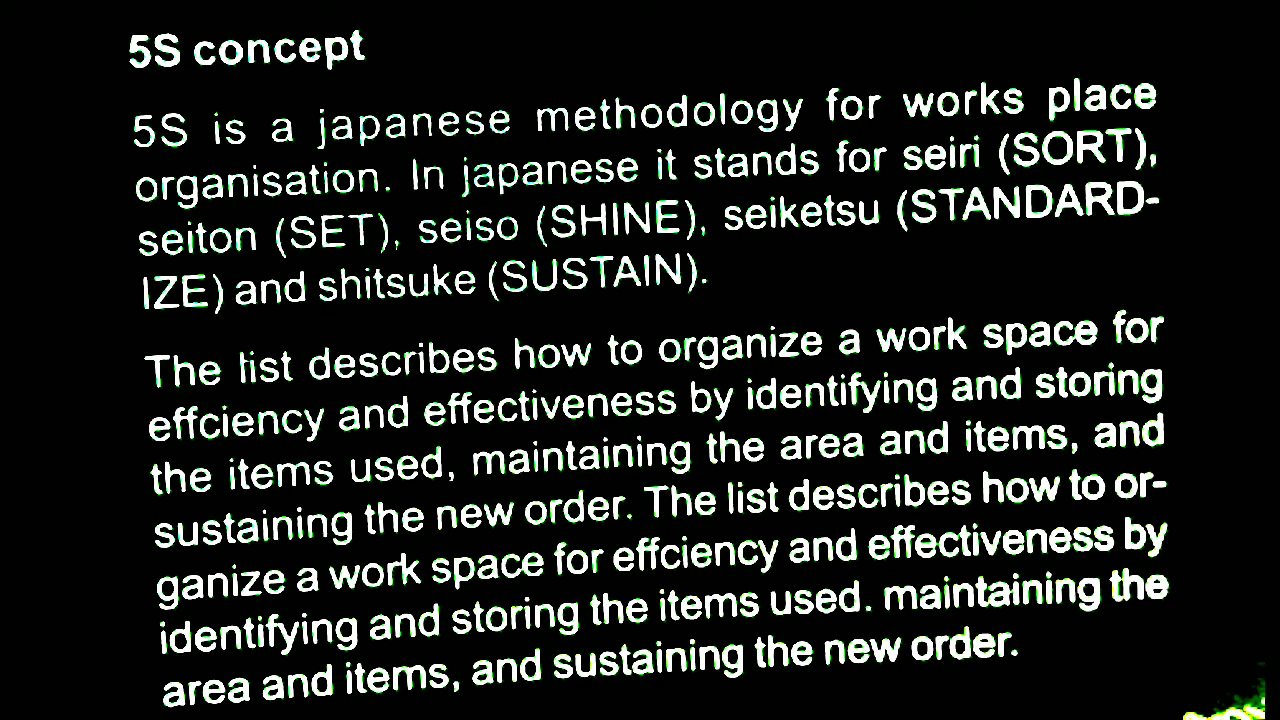 5S concept
5S is a japanese methodology for works place
organisation. In japanese it stands for seiri (SORT),
seiton (SET), seiso (SHINE), seiketsu (STANDARD-
IZE) and shitsuke (SUSTAIN).
The list describes how to organize a work space for
effciency and effectiveness by identifying and storing
the items used, maintaining the area and items, and
sustaining the new order. The list describes how to or-
ganize a work space for effciency and effectiveness by
identifying and storing the items used. maintaining the
area and items, and sustaining the new order.